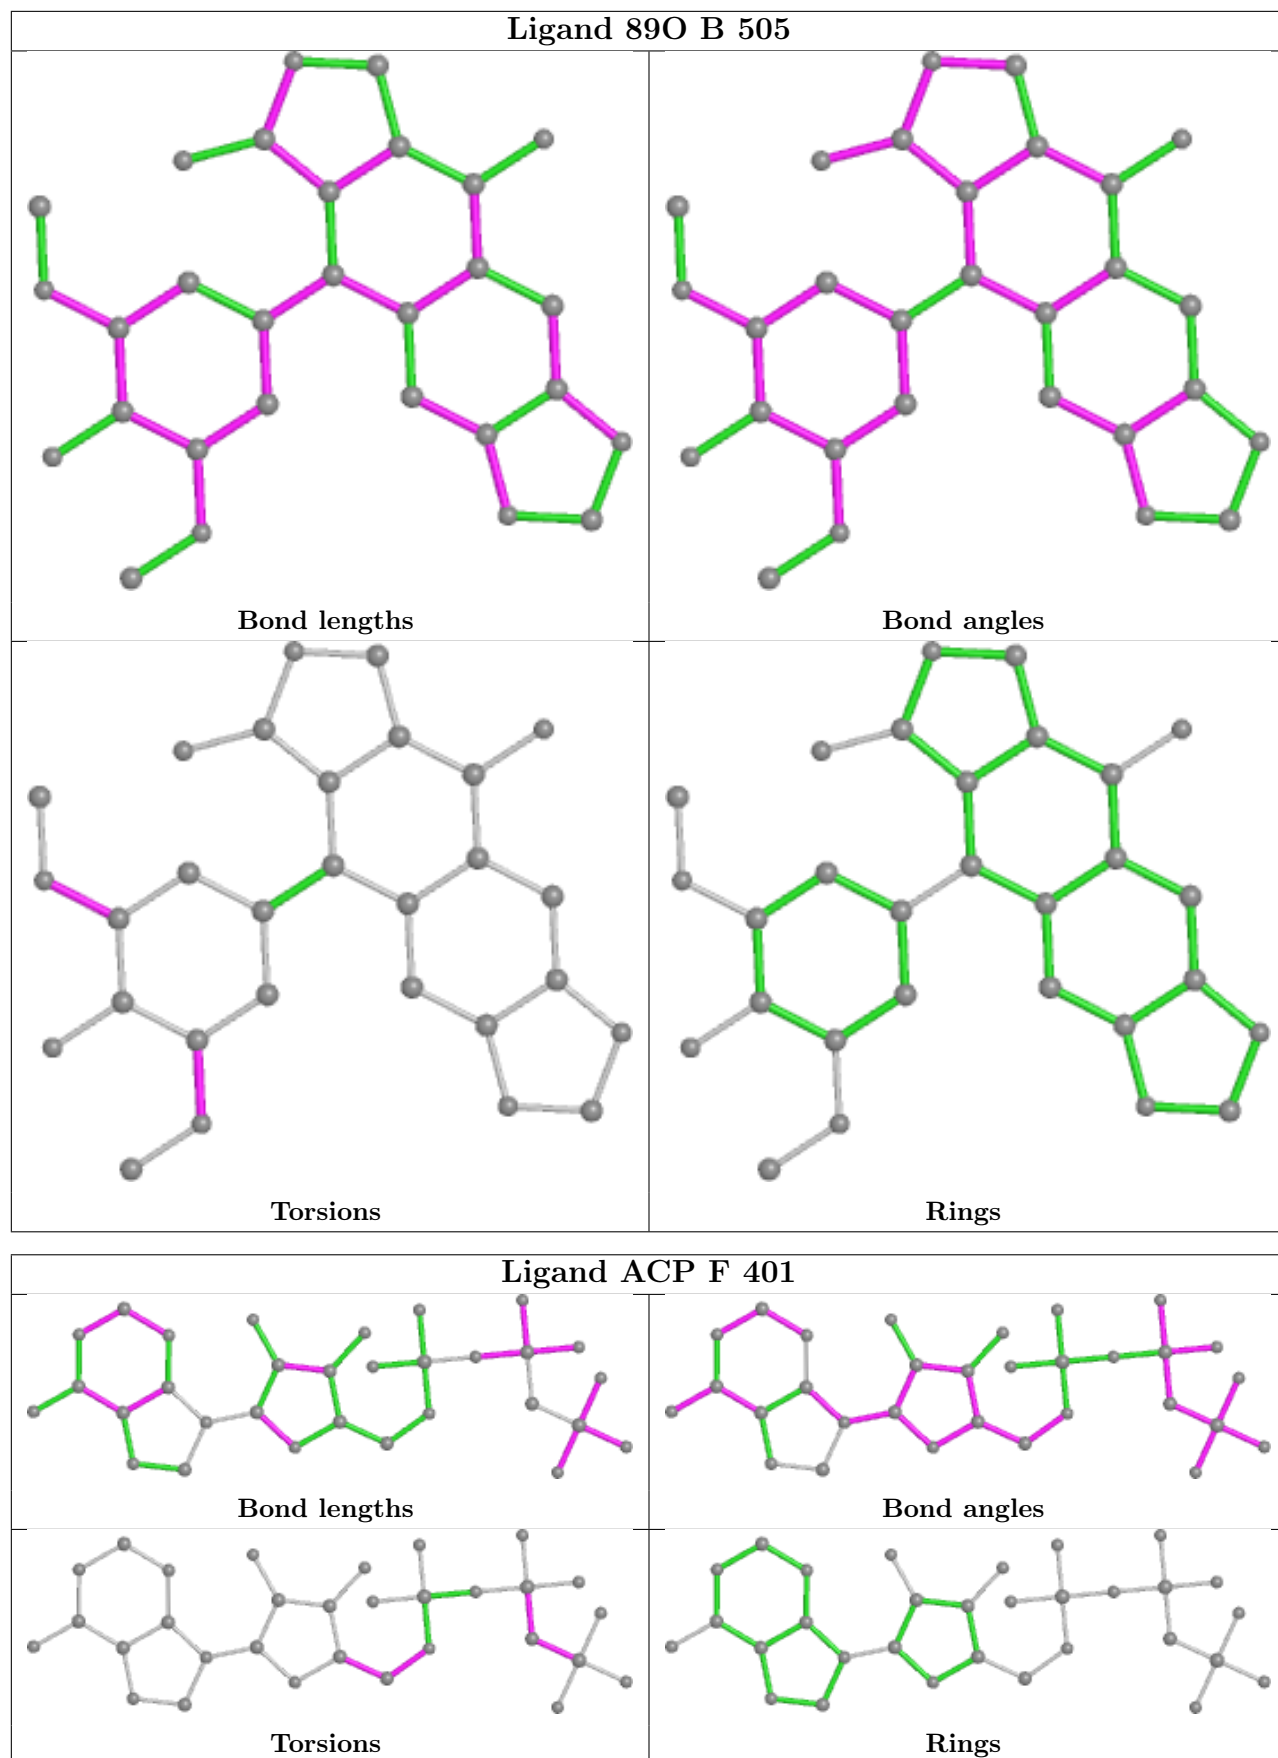 Ligand 89O B 505
Bond lengths
Bond angles
Torsions
Rings
Ligand ACP F 401
Bond lengths
Bond angles
Torsions
Rings